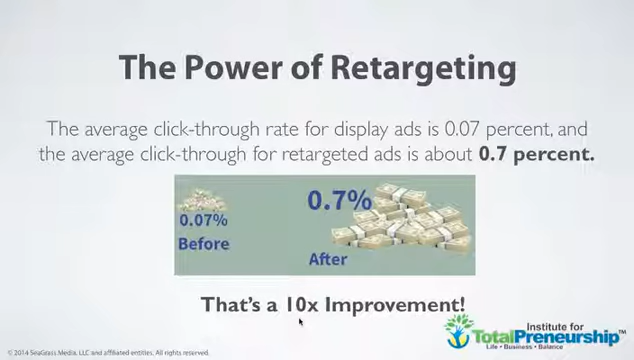 The Power of Retargeting
The average click-through rate for display ads is 0.07 percent, and
the average click-through for retargeted ads is about 0.7 percent.
0.07%
Before
0.7%
After
That's a 10x Improvement!
Institute for
TotalPreneurship™
Life • Business • Balance
© 2014 SeaGrass Media, LLC and affiliated entities. All rights reserved.